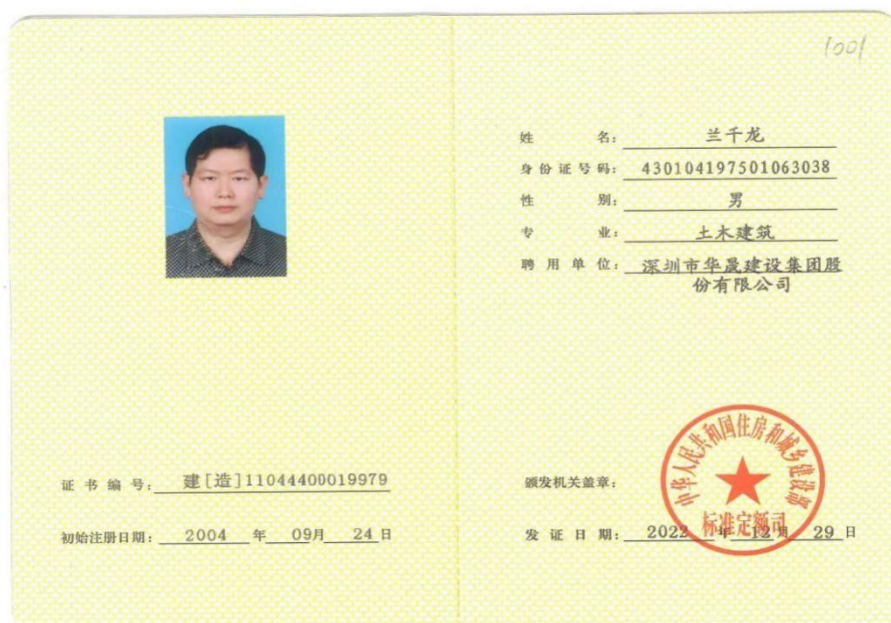 1001
姓名：兰千龙
身份证号码：430104197501063038
性别：男
专业：土木建筑
聘用单位：深圳市华晟建设集团股
份有限公司
证书编号：建[造]11044400019979
初始注册日期：2004 年 09月 24 日
颁发机关盖章：
中华人民共和国住房和城乡建设部
标准定额司
发证日期：2022 年 12 月 29 日